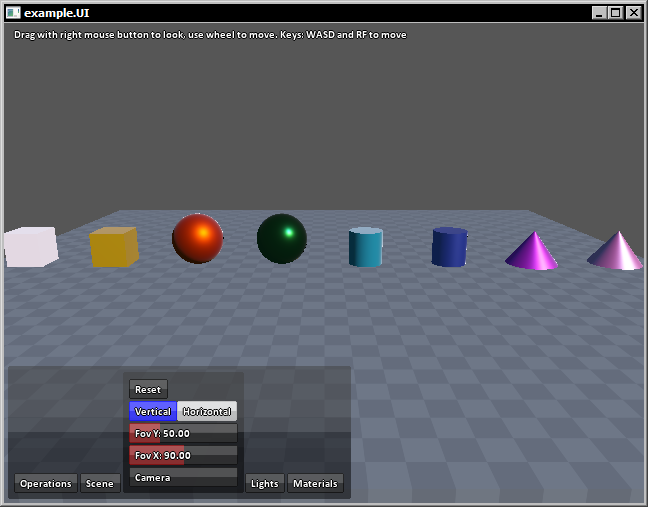 example.UI
Drag with right mouse button to look, use wheel to move. Keys: WASD and RF to move
Reset
Vertical Horizontal
Fov Y: 50.00
Fov X: 90.00
Operations Scene Camera Lights Materials